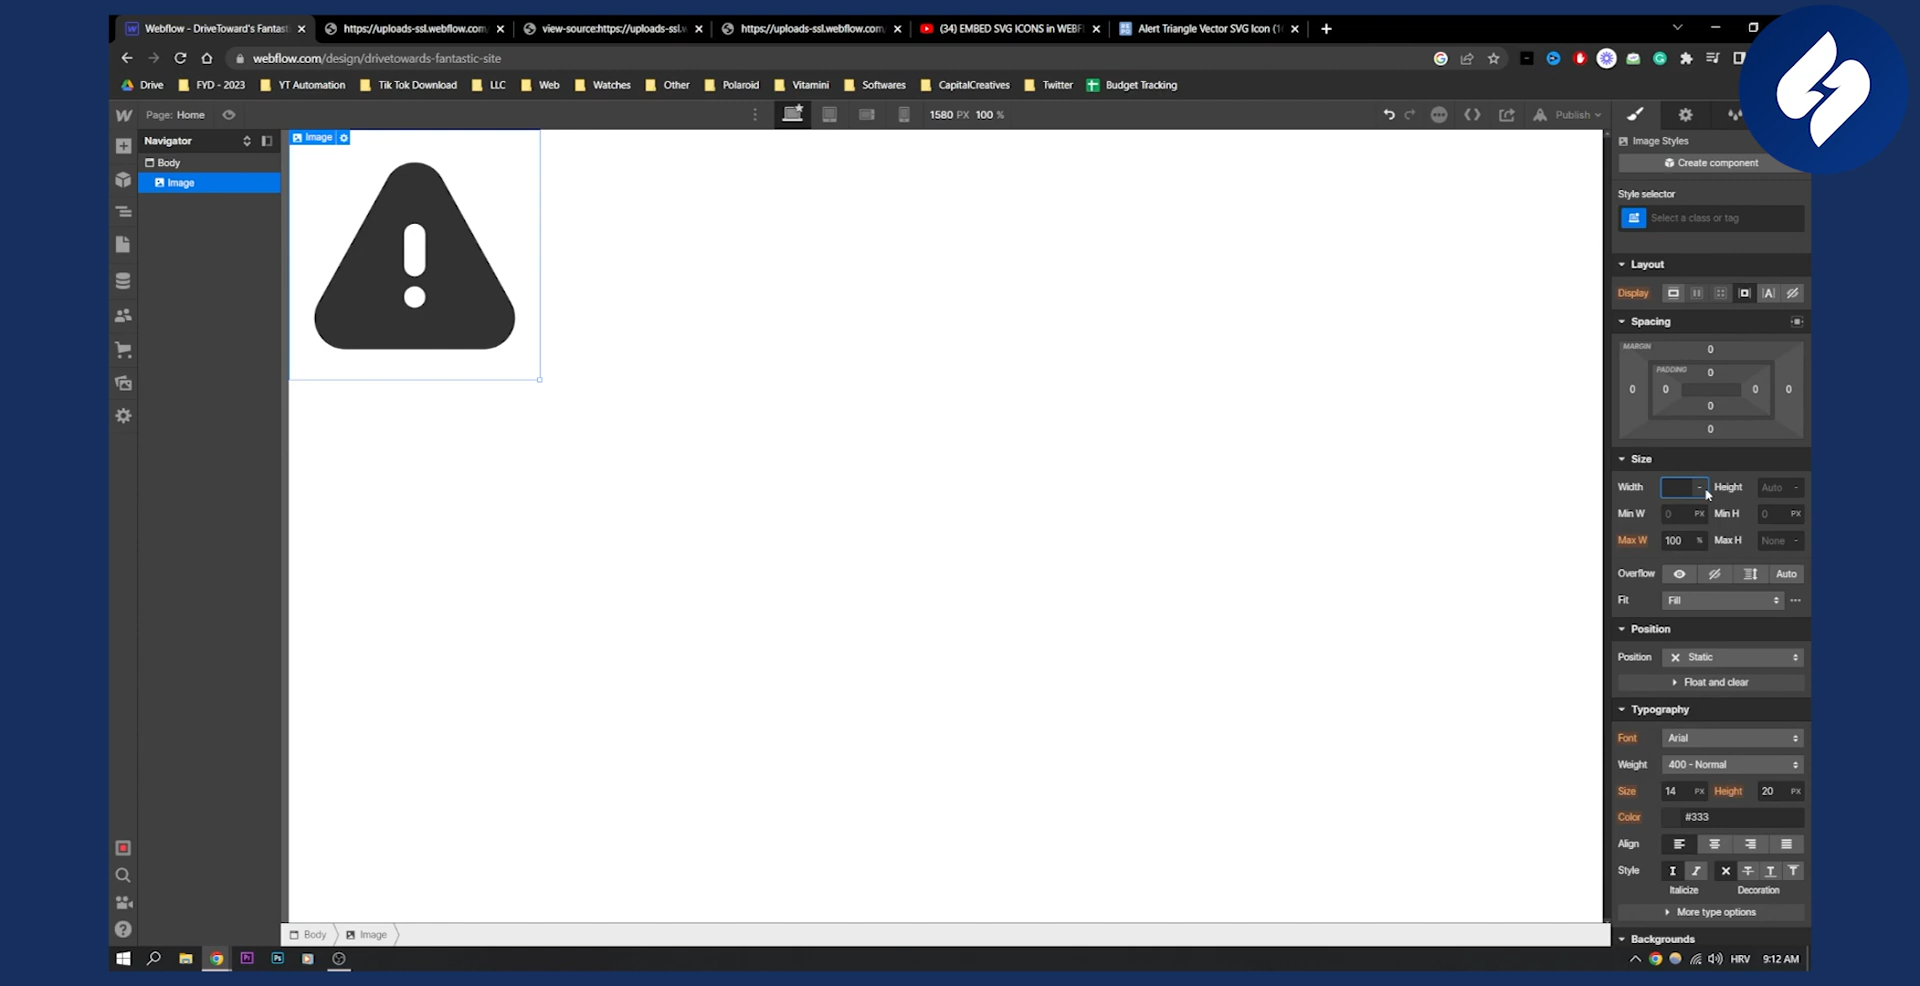 Webflow - DriveToward's Fantast
https://uploads-ssl.webflow.com
view-source:https://uploads-ssl.w
https://uploads-ssl.webflow.com
(34) EMBED SVG ICONS in WEBF
Alert Triangle Vector SVG Icon (1
webflow.com/design/drivetowards-fantastic-site
Drive
FYD - 2023
YT Automation
Tik Tok Download
LLC
Web
Watches
Other
Polaroid
Vitamini
Softwares
CapitalCreatives
Twitter
Budget Tracking
Page: Home
1580 PX 100 %
Publish
Navigator
Body
Image
Image
Image Styles
Create component
Style selector
Select a class or tag
Layout
Display
Spacing
MARGIN
0
PADDING
0
0 0 0 0
0
0
Size
Width - Height Auto -
Min W 0 PX Min H 0 PX
Max W 100 % Max H None -
Overflow Auto
Fit Fill
Position
Position Static
Float and clear
Typography
Font Arial
Weight 400 - Normal
Size 14 PX Height 20 PX
Color #333
Align
Style
Italicize Decoration
More type options
Backgrounds
Body Image
Pr
Ps
HRV 9:12 AM